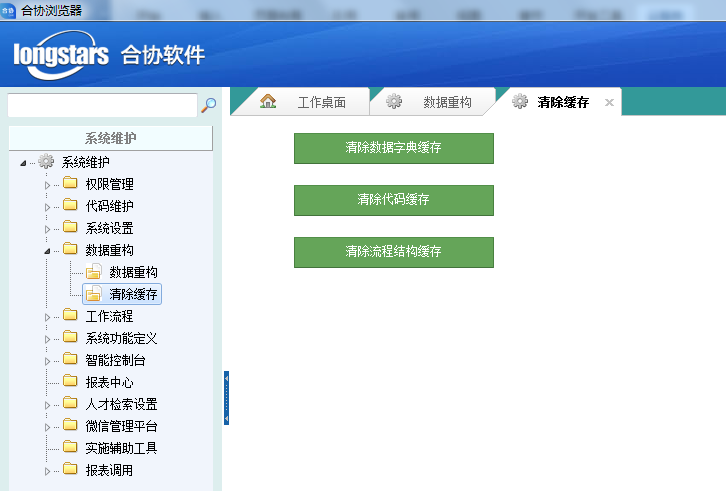 合协浏览器
longstars 合协软件
工作桌面 数据重构 清除缓存
系统维护
系统维护
权限管理
代码维护
系统设置
数据重构
数据重构
清除缓存
工作流程
系统功能定义
智能控制台
报表中心
人才检索设置
微信管理平台
实施辅助工具
报表调用
清除数据字典缓存
清除代码缓存
清除流程结构缓存